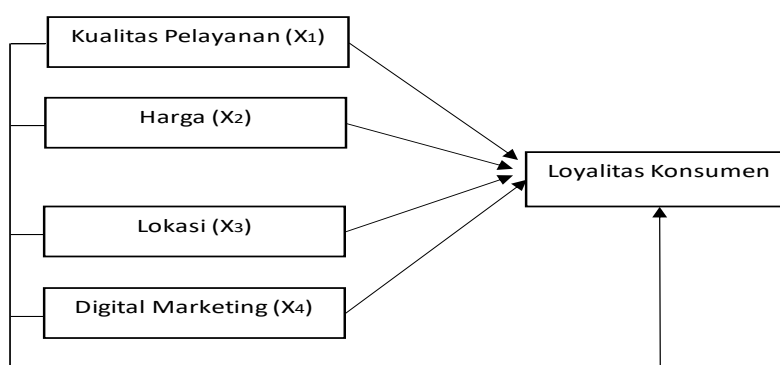 Kualitas Pelayanan (X1)
Harga (X2)
Loyalitas Konsumen
Lokasi (X3)
Digital Marketing (X4)